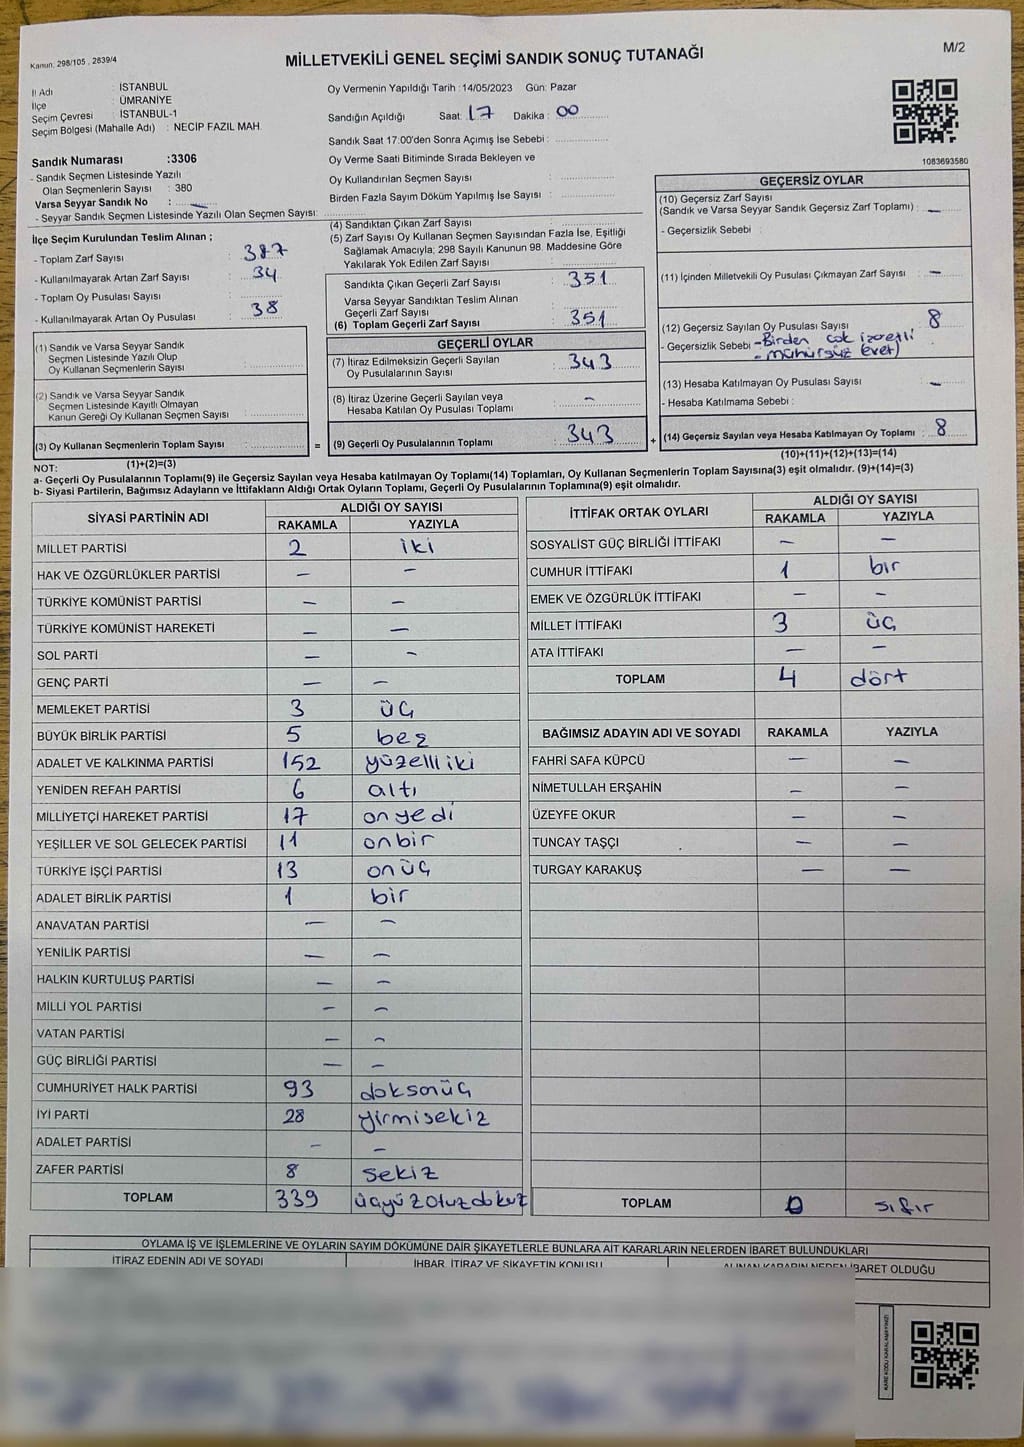 Kanun: 298/105 , 2839/4
MİLLETVEKİLİ GENEL SEÇİMİ SANDIK SONUÇ TUTANAĞI
M/2
İl Adı : İSTANBUL
İlçe : ÜMRANİYE
Seçim Çevresi : İSTANBUL-1
Seçim Bölgesi (Mahalle Adı) : NECİP FAZIL MAH.
Sandık Numarası :3306
- Sandık Seçmen Listesinde Yazılı
Olan Seçmenlerin Sayısı : 380
Varsa Seyyar Sandık No : —
- Seyyar Sandık Seçmen Listesinde Yazılı Olan Seçmen Sayısı:
Oy Vermenin Yapıldığı Tarih : 14/05/2023 Gün: Pazar
Sandığın Açıldığı Saat: 17 Dakika : 00
Sandık Saat 17:00'den Sonra Açımış İse Sebebi :
Oy Verme Saati Bitiminde Sırada Bekleyen ve
Oy Kullandırılan Seçmen Sayısı :
Birden Fazla Sayım Döküm Yapılmış İse Sayısı :
1083693580
İlçe Seçim Kurulundan Teslim Alınan ;
- Toplam Zarf Sayısı : 387
- Kullanılmayarak Artan Zarf Sayısı : 34
- Toplam Oy Pusulası Sayısı :
- Kullanılmayarak Artan Oy Pusulası : 38
(4) Sandıktan Çıkan Zarf Sayısı :
(5) Zarf Sayısı Oy Kullanan Seçmen Sayısından Fazla İse, Eşitliği
Sağlamak Amacıyla; 298 Sayılı Kanunun 98. Maddesine Göre
Yakılarak Yok Edilen Zarf Sayısı :
Sandıkta Çıkan Geçerli Zarf Sayısı : 351
Varsa Seyyar Sandıktan Teslim Alınan
Geçerli Zarf Sayısı :
(6) Toplam Geçerli Zarf Sayısı : 351
GEÇERSİZ OYLAR
(10) Geçersiz Zarf Sayısı
(Sandık ve Varsa Seyyar Sandık Geçersiz Zarf Toplamı) : —
- Geçersizlik Sebebi :
(11) İçinden Milletvekili Oy Pusulası Çıkmayan Zarf Sayısı : —
(12) Geçersiz Sayılan Oy Pusulası Sayısı : 8
- Geçersizlik Sebebi - Birden çok işaretli
- mühürsüz (evet)
(13) Hesaba Katılmayan Oy Pusulası Sayısı : —
- Hesaba Katılmama Sebebi :
(14) Geçersiz Sayılan veya Hesaba Katılmayan Oy Toplamı : 8
(10)+(11)+(12)+(13)=(14)
(1) Sandık ve Varsa Seyyar Sandık
Seçmen Listesinde Yazılı Olup
Oy Kullanan Seçmenlerin Sayısı :
(2) Sandık ve Varsa Seyyar Sandık
Seçmen Listesinde Kayıtlı Olmayan
Kanun Gereği Oy Kullanan Seçmen Sayısı :
(3) Oy Kullanan Seçmenlerin Toplam Sayısı :
(1)+(2)=(3)
=
GEÇERLİ OYLAR
(7) İtiraz Edilmeksizin Geçerli Sayılan
Oy Pusulalarının Sayısı : 343
(8) İtiraz Üzerine Geçerli Sayılan veya
Hesaba Katılan Oy Pusulası Toplamı : —
(9) Geçerli Oy Pusulalarının Toplamı : 343
+
NOT:
a- Geçerli Oy Pusulalarının Toplamı(9) ile Geçersiz Sayılan veya Hesaba katılmayan Oy Toplamı(14) Toplamları, Oy Kullanan Seçmenlerin Toplam Sayısına(3) eşit olmalıdır. (9)+(14)=(3)
b- Siyasi Partilerin, Bağımsız Adayların ve İttifakların Aldığı Ortak Oyların Toplamı, Geçerli Oy Pusulalarının Toplamına(9) eşit olmalıdır.
SİYASİ PARTİNİN ADI ALDIĞI OY SAYISI
RAKAMLA YAZIYLA
MİLLET PARTİSİ 2 iki
HAK VE ÖZGÜRLÜKLER PARTİSİ — —
TÜRKİYE KOMÜNİST PARTİSİ — —
TÜRKİYE KOMÜNİST HAREKETİ — —
SOL PARTİ — —
GENÇ PARTİ — —
MEMLEKET PARTİSİ 3 üç
BÜYÜK BİRLİK PARTİSİ 5 beş
ADALET VE KALKINMA PARTİSİ 152 yüzelli iki
YENİDEN REFAH PARTİSİ 6 altı
MİLLİYETÇİ HAREKET PARTİSİ 17 onyedi
YEŞİLLER VE SOL GELECEK PARTİSİ 11 onbir
TÜRKİYE İŞÇİ PARTİSİ 13 onüç
ADALET BİRLİK PARTİSİ 1 bir
ANAVATAN PARTİSİ — —
YENİLİK PARTİSİ — —
HALKIN KURTULUŞ PARTİSİ — —
MİLLİ YOL PARTİSİ — —
VATAN PARTİSİ — —
GÜÇ BİRLİĞİ PARTİSİ — —
CUMHURİYET HALK PARTİSİ 93 doksanüç
İYİ PARTİ 28 yirmisekiz
ADALET PARTİSİ — —
ZAFER PARTİSİ 8 sekiz
TOPLAM 339 üçyüzotuzdokuz
İTTİFAK ORTAK OYLARI ALDIĞI OY SAYISI
RAKAMLA YAZIYLA
SOSYALİST GÜÇ BİRLİĞİ İTTİFAKI — —
CUMHUR İTTİFAKI 1 bir
EMEK VE ÖZGÜRLÜK İTTİFAKI — —
MİLLET İTTİFAKI 3 üç
ATA İTTİFAKI — —
TOPLAM 4 dört
BAĞIMSIZ ADAYIN ADI VE SOYADI RAKAMLA YAZIYLA
FAHRİ SAFA KÜPCÜ — —
NİMETULLAH ERŞAHİN — —
ÜZEYFE OKUR — —
TUNCAY TAŞÇI — —
TURGAY KARAKUŞ — —
TOPLAM 0 sıfır
OYLAMA İŞ VE İŞLEMLERİNE VE OYLARIN SAYIM DÖKÜMÜNE DAİR ŞİKAYETLERLE BUNLARA AİT KARARLARIN NELERDEN İBARET BULUNDUKLARI
İTİRAZ EDENİN ADI VE SOYADI İHBAR, İTİRAZ VE ŞİKAYETİN KONUSU ALINAN KARARIN NEDEN İBARET OLDUĞU